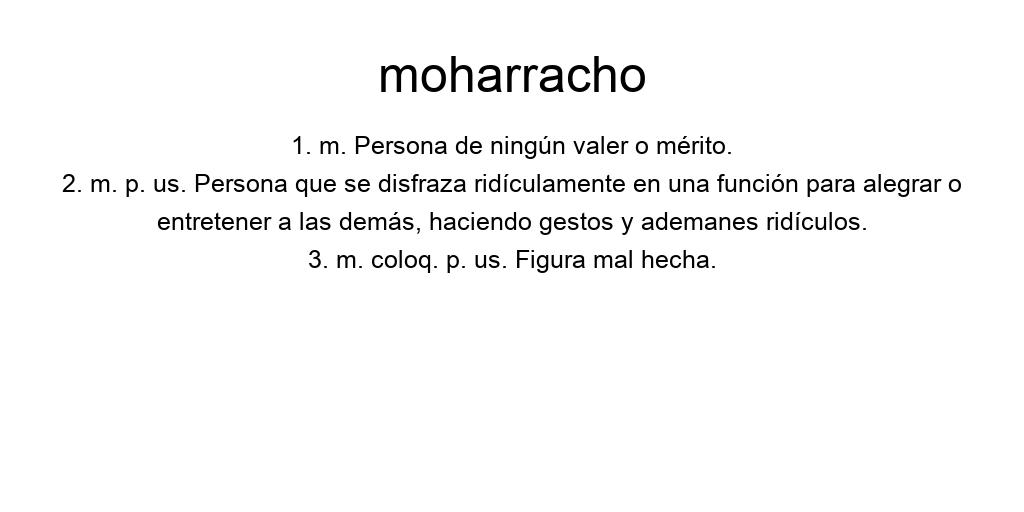 moharracho
1. m. Persona de ningún valer o mérito.
2. m. p. us. Persona que se disfraza ridículamente en una función para alegrar o
entretener a las demás, haciendo gestos y ademanes ridículos.
3. m. coloq. p. us. Figura mal hecha.